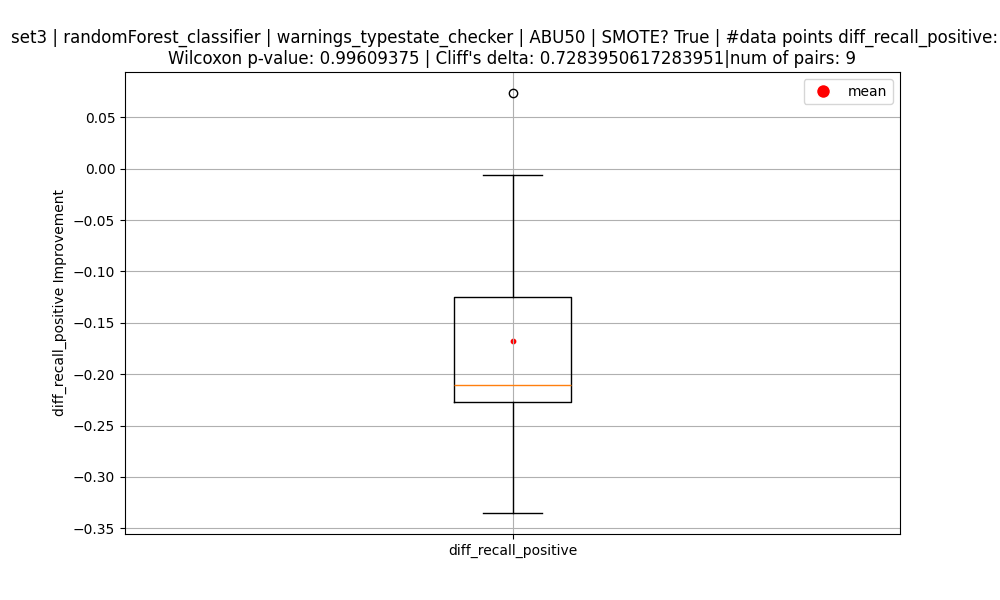 set3 | randomForest_classifier | warnings_typestate_checker | ABU50 | SMOTE? True | #data points diff_recall_positive:
Wilcoxon p-value: 0.99609375 | Cliff's delta: 0.7283950617283951|num of pairs: 9
mean
0.05
0.00
−0.05
−0.10
−0.15
−0.20
−0.25
−0.30
−0.35
diff_recall_positive Improvement
diff_recall_positive